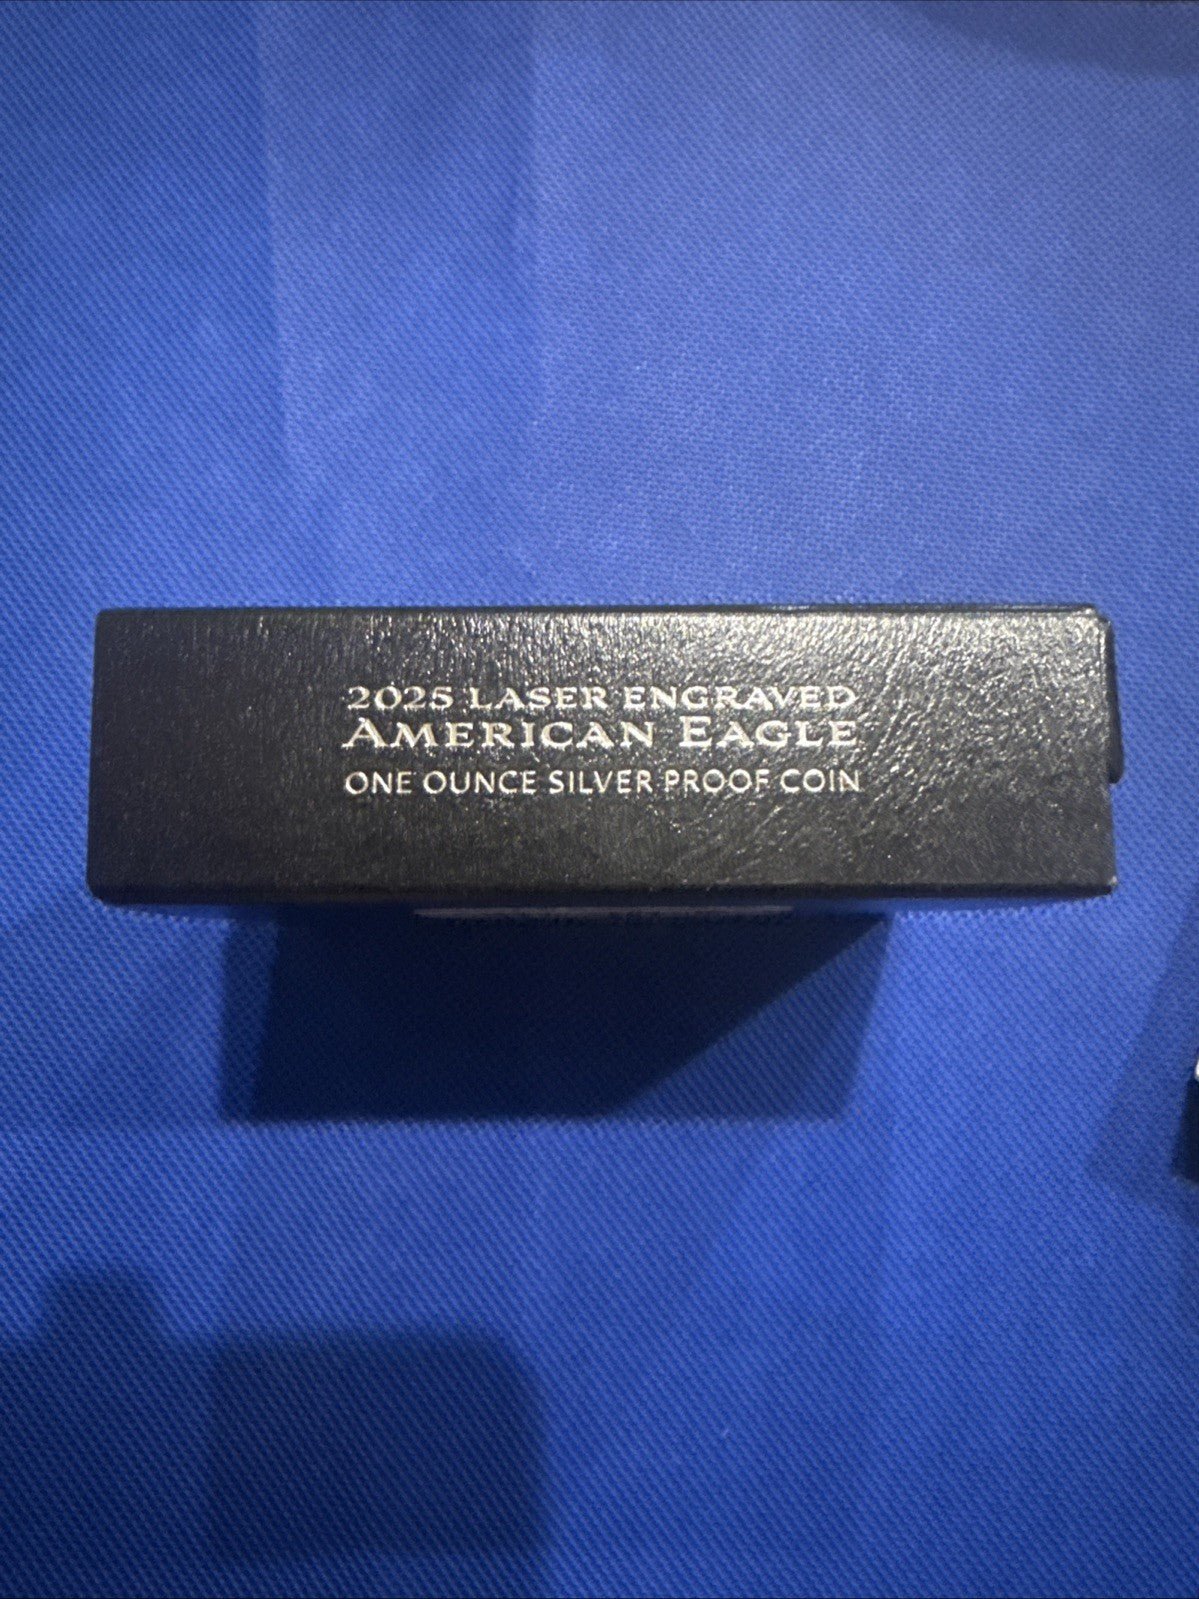 2025 LASER ENGRAVED
AMERICAN EAGLE
ONE OUNCE SILVER PROOF COIN